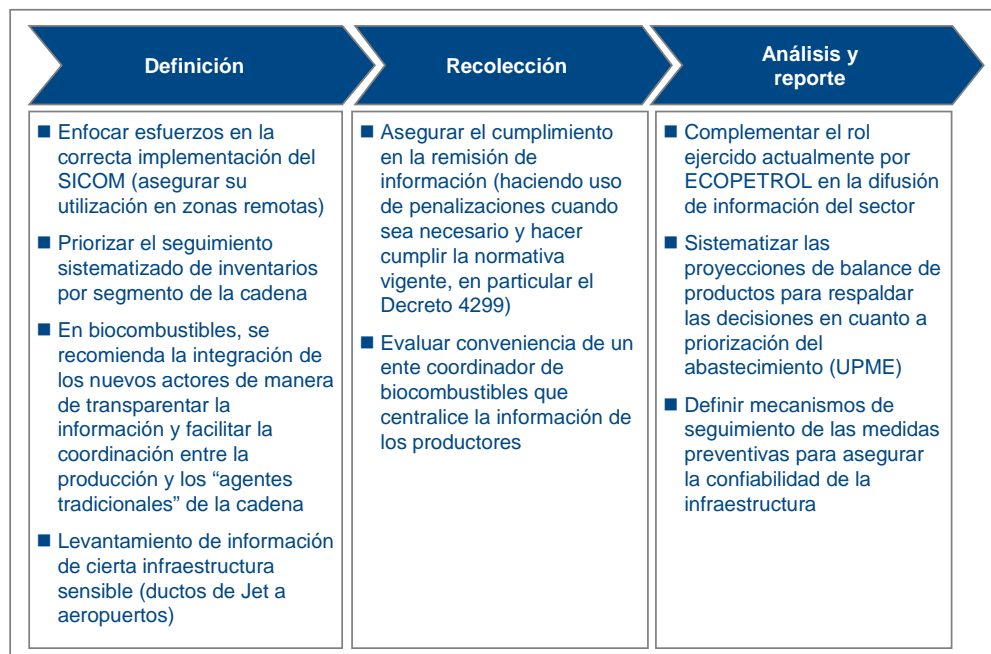 Definición
Enfocar esfuerzos en la
correcta implementación del
SICOM (asegurar su
utilización en zonas remotas)
Priorizar el seguimiento
sistematizado de inventarios
por segmento de la cadena
En biocombustibles, se
recomienda la integración de
los nuevos actores de manera
de transparentar la
información y facilitar la
coordinación entre la
producción y los “agentes
tradicionales” de la cadena
Levantamiento de información
de cierta infraestructura
sensible (ductos de Jet a
aeropuertos)
Recolección
Asegurar el cumplimiento
en la remisión de
información (haciendo uso
de penalizaciones cuando
sea necesario y hacer
cumplir la normativa
vigente, en particular el
Decreto 4299)
Evaluar conveniencia de un
ente coordinador de
biocombustibles que
centralice la información de
los productores
Análisis y
reporte
Complementar el rol
ejercido actualmente por
ECOPETROL en la difusión
de información del sector
Sistematizar las
proyecciones de balance de
productos para respaldar
las decisiones en cuanto a
priorización del
abastecimiento (UPME)
Definir mecanismos de
seguimiento de las medidas
preventivas para asegurar
la confiabilidad de la
infraestructura